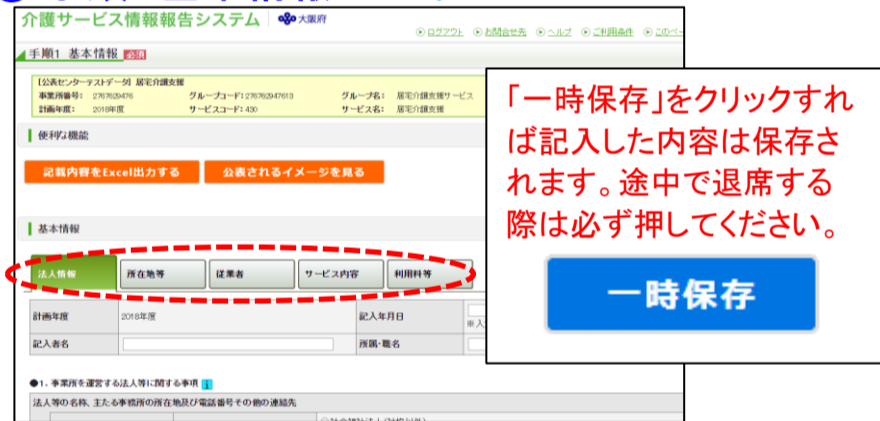 介護サービス情報報告システム 大阪府
ログアウト お問合せ先 ヘルプ ご利用条件 このペー
手順1 基本情報 必須
【公表センターテストデータ】 居宅介護支援
事業所番号: 2767629476 グループコード: 276762947613 グループ名: 居宅介護支援サービス
計画年度: 2018年度 サービスコード: 430 サービス名: 居宅介護支援
便利な機能
記載内容をExcel出力する 公表されるイメージを見る
基本情報
法人情報 所在地等 従業者 サービス内容 利用料等
計画年度 2018年度 記入年月日
※入
記入者名 所属・職名
●1. 事業所を運営する法人等に関する事項
法人等の名称、主たる事務所の所在地及び電話番号その他の連絡先
「一時保存」をクリックすれ
ば記入した内容は保存さ
れます。途中で退席する
際は必ず押してください。
一時保存